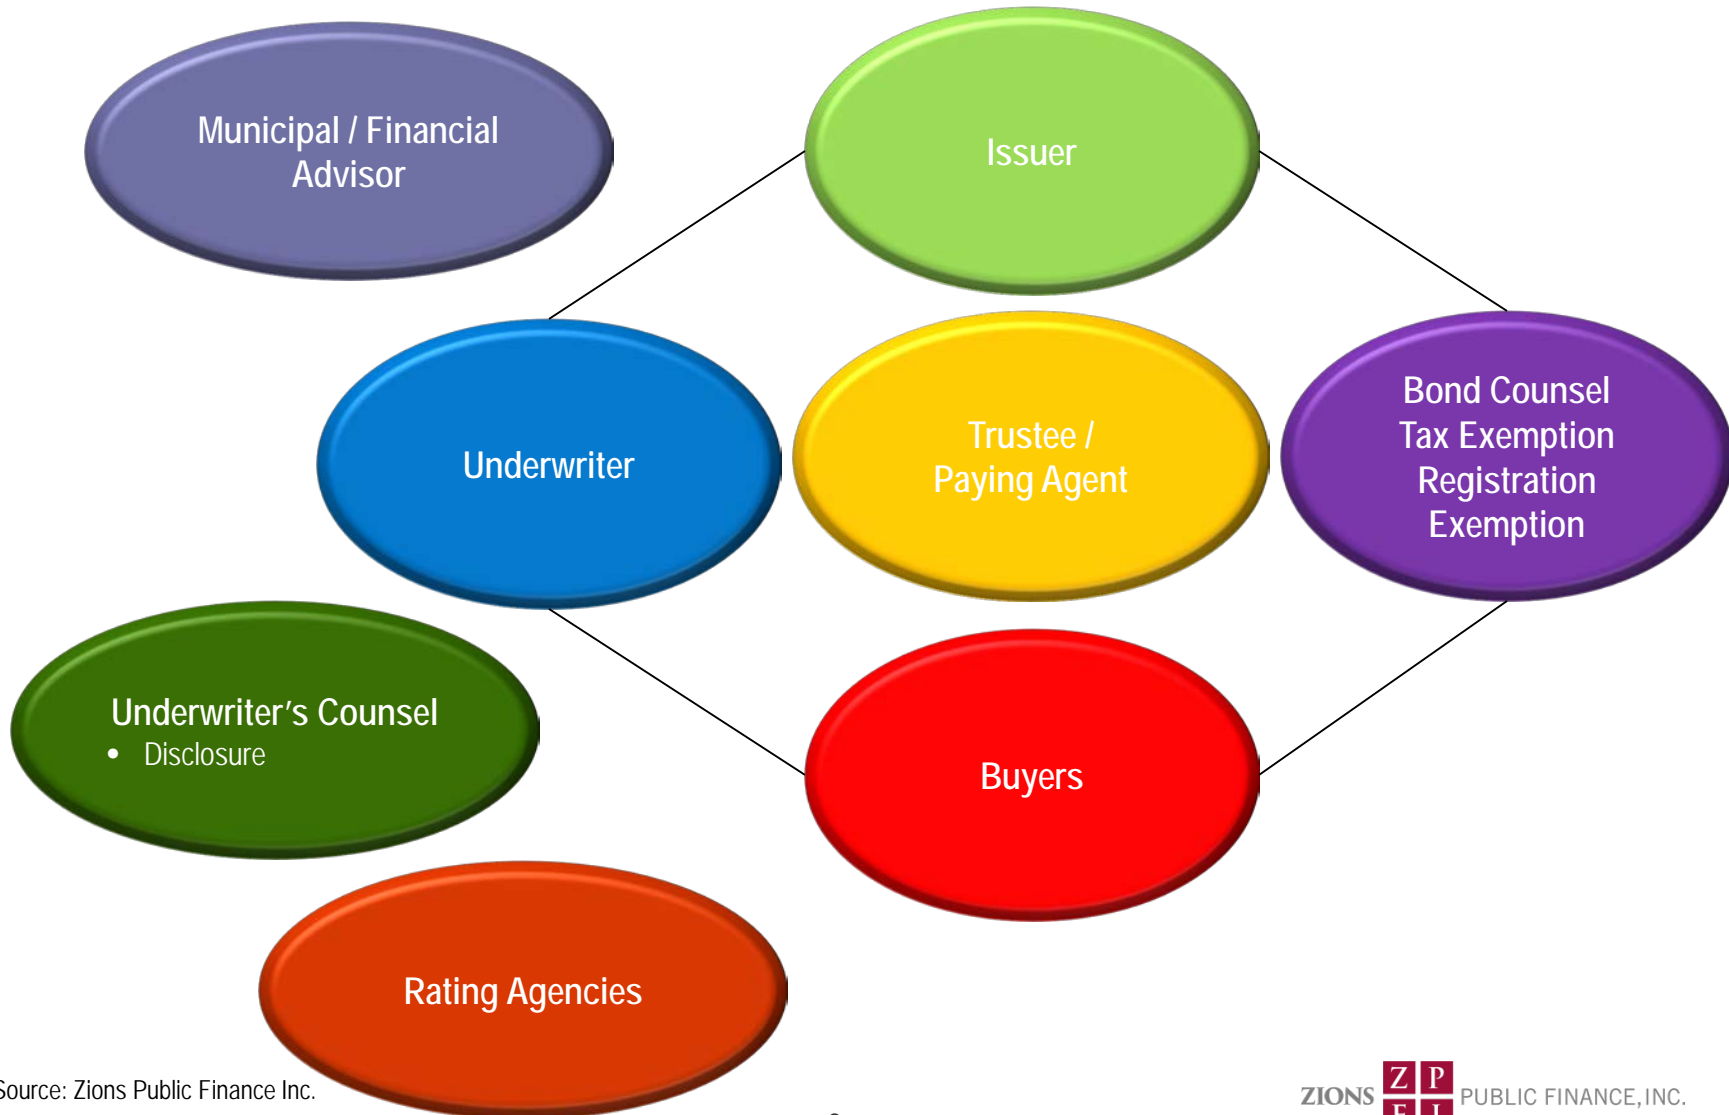 Municipal / Financial
Advisor
Issuer
Underwriter
Trustee /
Paying Agent
Bond Counsel
Tax Exemption
Registration
Exemption
Underwriter’s Counsel
• Disclosure
Buyers
Rating Agencies
Source: Zions Public Finance Inc.
ZIONS
Z P
F I
PUBLIC FINANCE, INC.